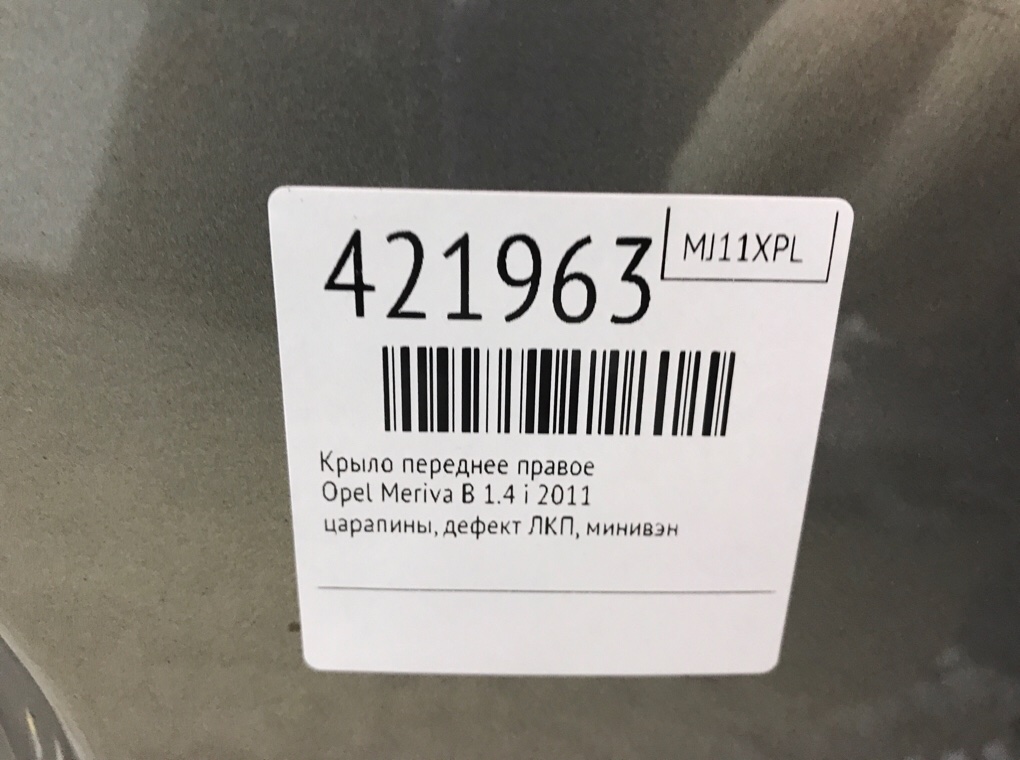 421963
MJ11XPL
Крыло переднее правое
Opel Meriva B 1.4 i 2011
царапины, дефект ЛКП, минивэн